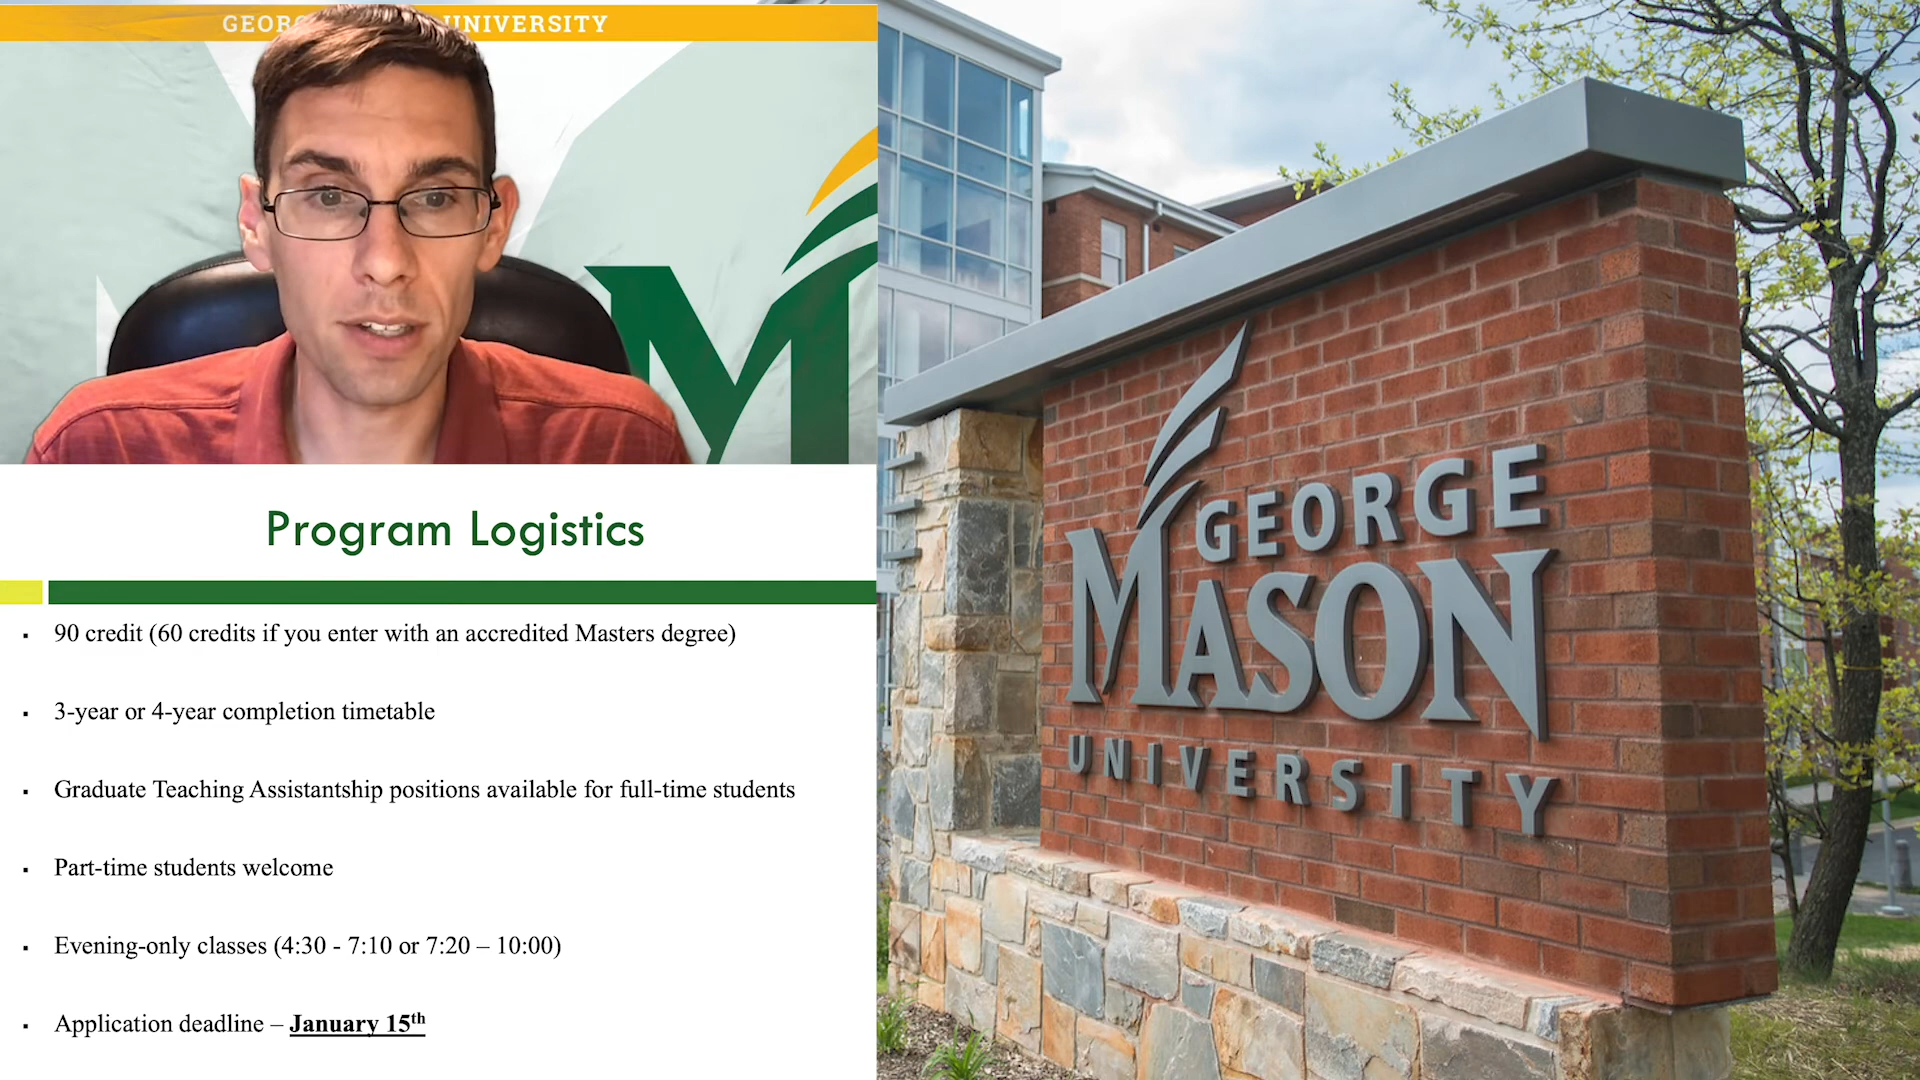 GEOR UNIVERSITY
Program Logistics
▪ 90 credit (60 credits if you enter with an accredited Masters degree)
▪ 3-year or 4-year completion timetable
▪ Graduate Teaching Assistantship positions available for full-time students
▪ Part-time students welcome
▪ Evening-only classes (4:30 - 7:10 or 7:20 – 10:00)
▪ Application deadline – January 15th
M
GEORGE
MASON
UNIVERSITY